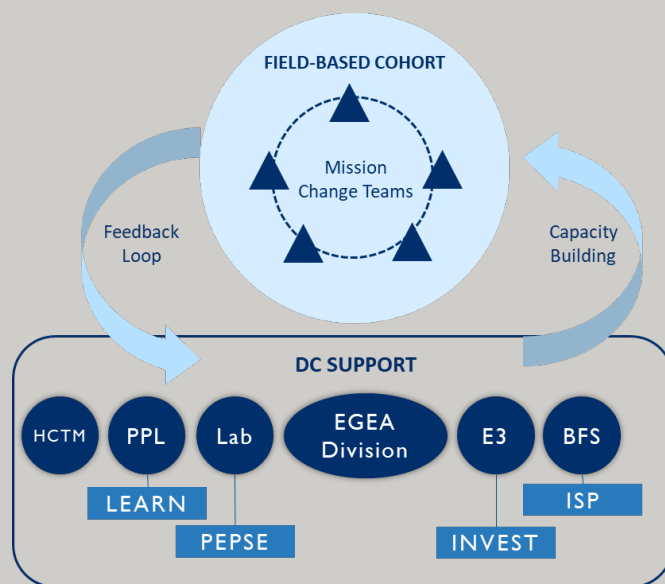 FIELD-BASED COHORT
Mission
Change Teams
Feedback
Loop
Capacity
Building
DC SUPPORT
HCTM
PPL
Lab
EGEA
Division
E3
BFS
LEARN
PEPSE
INVEST
ISP